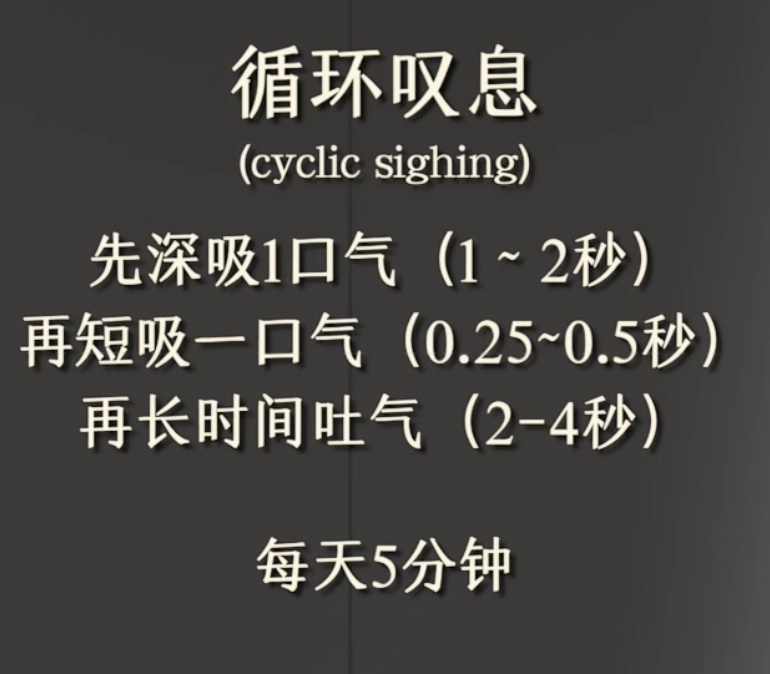 循环叹息
(cyclic sighing)
先深吸1口气（1 ~ 2秒）
再短吸一口气（0.25~0.5秒）
再长时间吐气（2-4秒）
每天5分钟